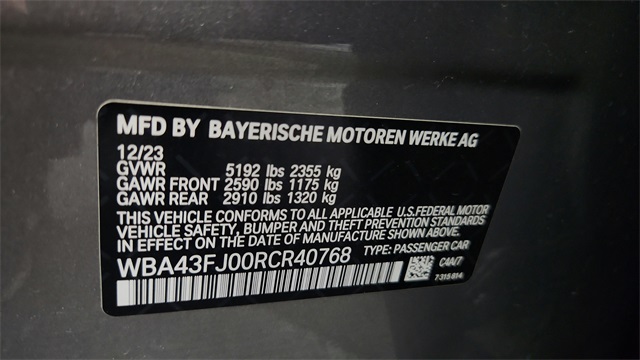 MFD BY BAYERISCHE MOTOREN WERKE AG
12/23
GVWR 5192 lbs 2355 kg
GAWR FRONT 2590 lbs 1175 kg
GAWR REAR 2910 lbs 1320 kg
THIS VEHICLE CONFORMS TO ALL APPLICABLE U.S.FEDERAL MOTOR
VEHICLE SAFETY, BUMPER AND THEFT PREVENTION STANDARDS
IN EFFECT ON THE DATE OF MANUFACTURE SHOWN ABOVE.
WBA43FJ00RCR40768 TYPE: PASSENGER CAR
C4A/7
7 315 814